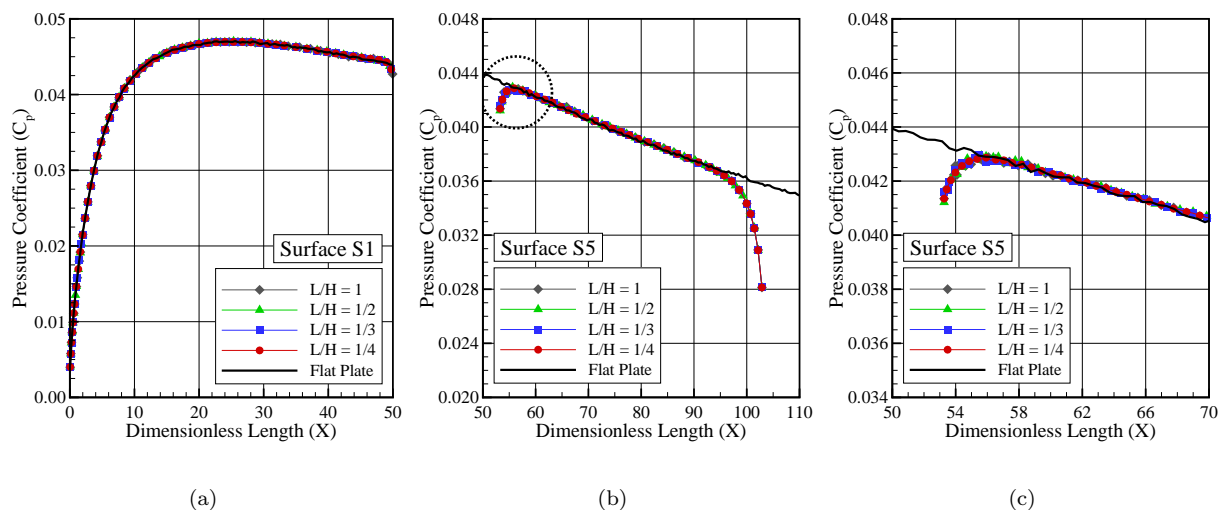 Pressure Coefficient (Cp)
0.05
0.04
0.03
0.02
0.01
0.00
Surface S1
L/H = 1
L/H = 1/2
L/H = 1/3
L/H = 1/4
Flat Plate
0 10 20 30 40 50
Dimensionless Length (X)
(a)
Pressure Coefficient (Cp)
0.048
0.044
0.040
0.036
0.032
0.028
0.024
0.020
Surface S5
L/H = 1
L/H = 1/2
L/H = 1/3
L/H = 1/4
Flat Plate
50 60 70 80 90 100 110
Dimensionless Length (X)
(b)
Pressure Coefficient (Cp)
0.048
0.046
0.044
0.042
0.040
0.038
0.036
0.034
Surface S5
L/H = 1
L/H = 1/2
L/H = 1/3
L/H = 1/4
Flat Plate
50 54 58 62 66 70
Dimensionless Length (X)
(c)